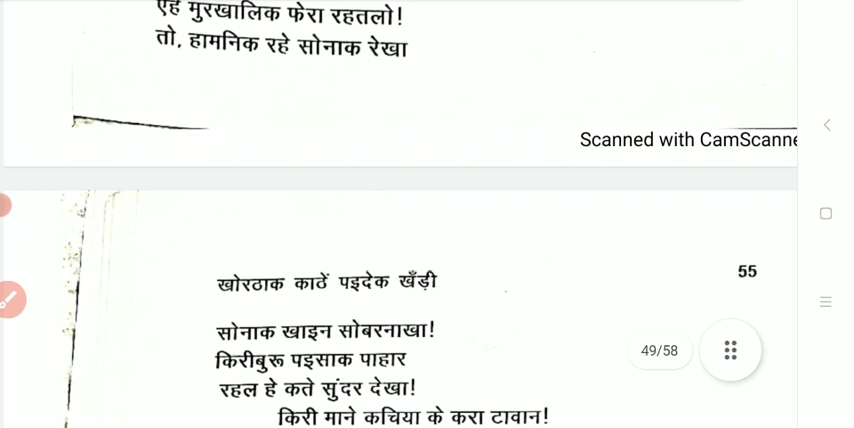 एहे मुरखालिक फेरा रहतलो!
तो, हामनिक रहे सोनाक रेखा
Scanned with CamScanne
खोरठाक काठें पइदेक खँड़ी
55
सोनाक खाइन सोबरनाखा!
किरीबुरू पइसाक पाहार
49/58
रहल हे कते सुंदर देखा!
किरी माने कचिया के करा टावान!